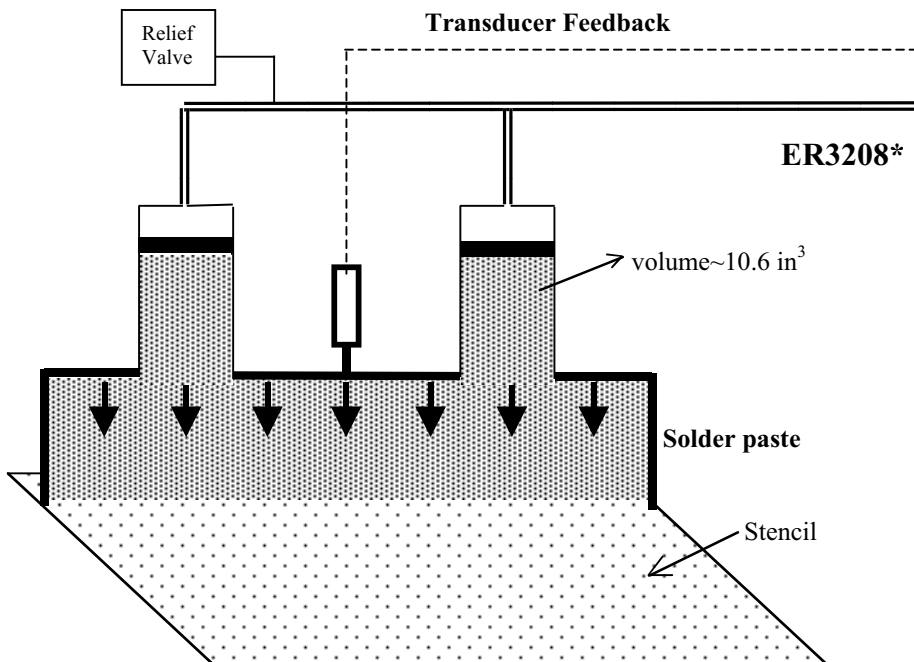 Relief
Valve
Transducer Feedback
ER3208*
volume~10.6 in³
Solder paste
Stencil